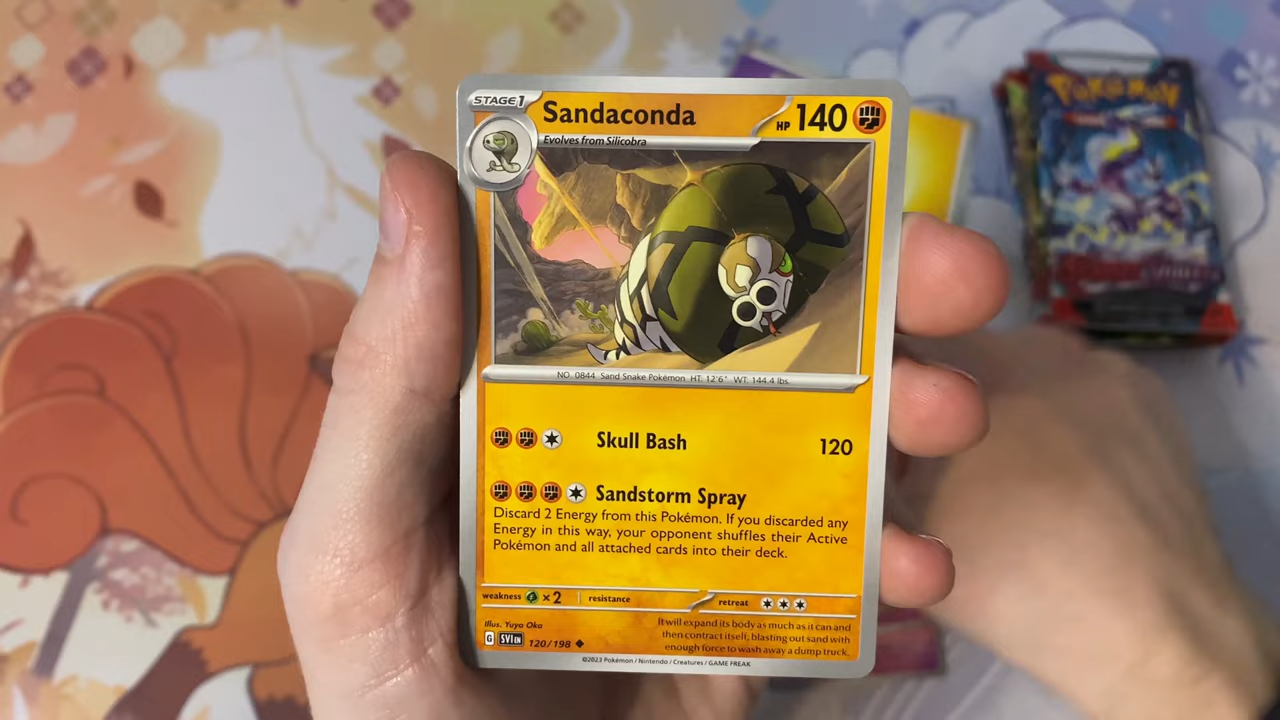 STAGE1
Sandaconda
HP 140
Evolves from Silicobra
NO. 0844 Sand Snake Pokémon HT: 12'6" WT: 144.4 lbs.
Skull Bash 120
Sandstorm Spray
Discard 2 Energy from this Pokémon. If you discarded any
Energy in this way, your opponent shuffles their Active
Pokémon and all attached cards into their deck.
weakness ×2 resistance retreat
Illus. Yuya Oka
G SVI EN 120/198
It will expand its body as much as it can and
then contract itself, blasting out sand with
enough force to wash away a dump truck.
©2023 Pokémon / Nintendo / Creatures / GAME FREAK
POKÉMON